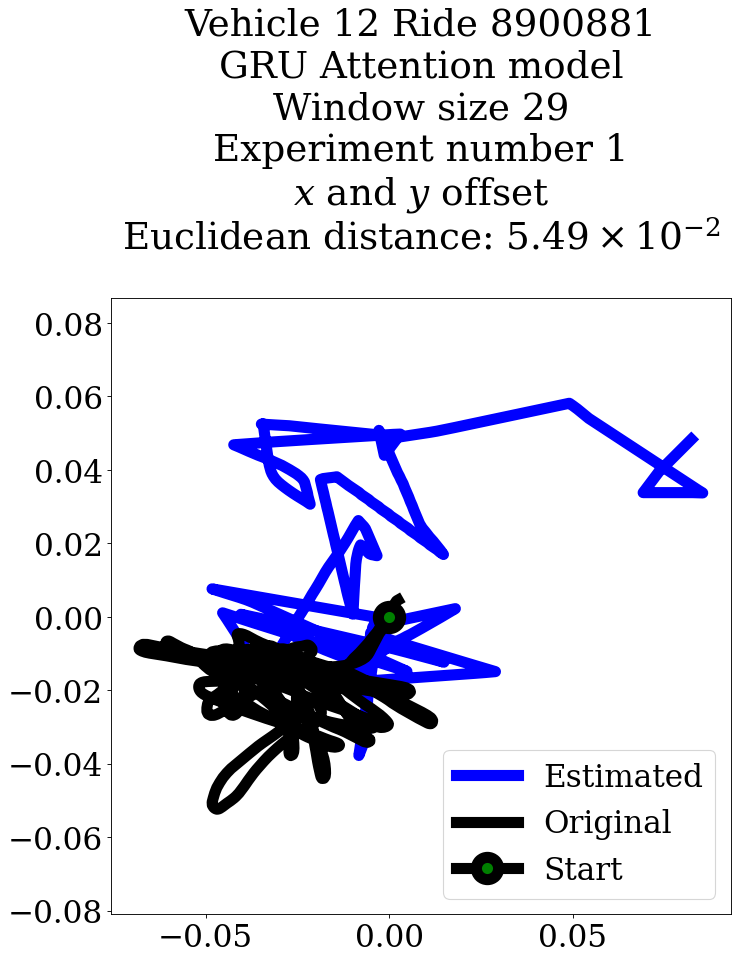 Vehicle 12 Ride 8900881
GRU Attention model
Window size 29
Experiment number 1
x and y offset
Euclidean distance: 5.49 × 10⁻²
0.08
0.06
0.04
0.02
0.00
−0.02
−0.04
−0.06
−0.08
−0.05
0.00
0.05
Estimated
Original
Start